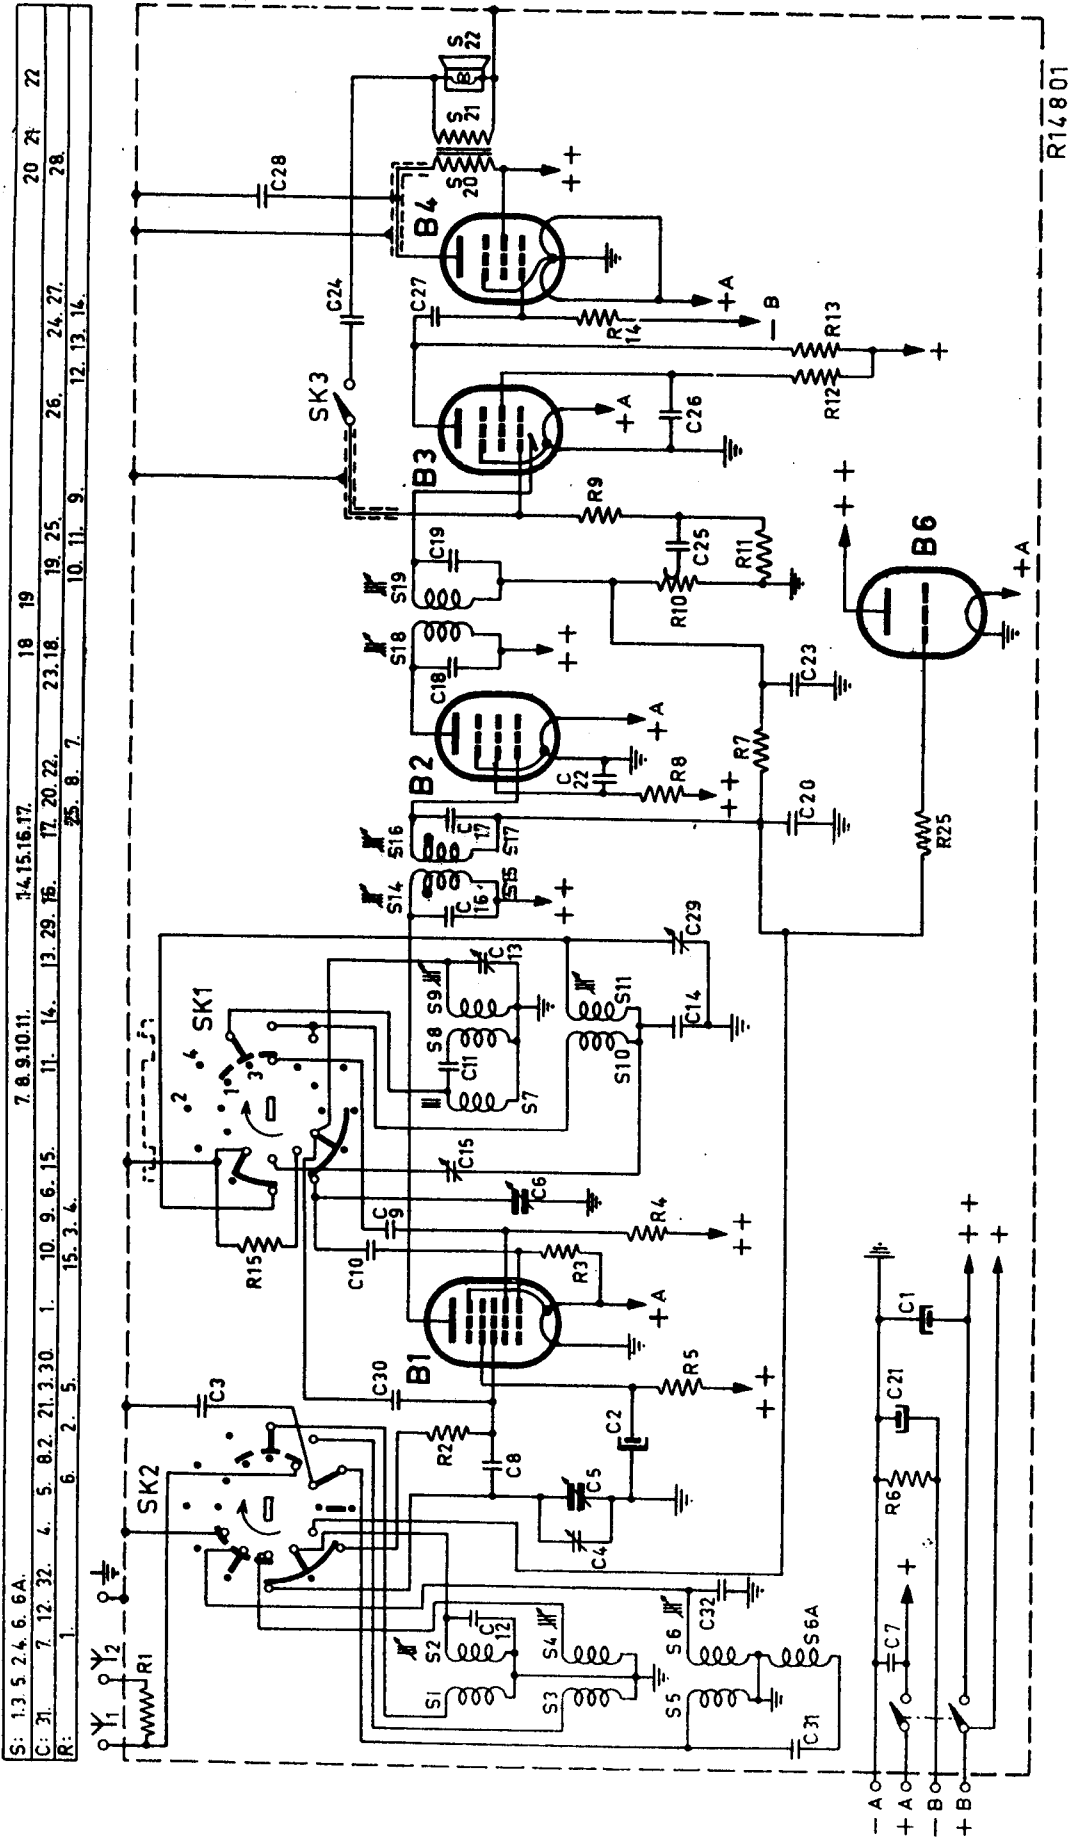 S: 1.3. 5. 2.4. 6. 6A. 7. 8. 9. 10. 11. 14. 15. 16. 17. 18 19 20 21 22
C: 31. 7. 12. 32. 4. 5. 8. 2. 21. 3. 30. 1. 10. 9. 6. 15. 11. 14. 13. 29. 16. 17. 20. 22. 23. 18. 19. 25. 26. 24. 27. 28.
R: 1. 6. 2. 5. 15. 3. 4. 25. 8. 7. 10. 11. 9. 12. 13. 14.
1
2
R1
SK2
C3
R15
SK1
1
2
3
4
SK3
C24
C28
S1
S2
C12
S3
S4
S5
S6
C32
S6A
C31
C4
C5
C8
R2
C30
C2
R5
+ +
B1
C10
C9
R3
+A
R4
+ +
C6
C15
S7
C11
S8
S9
C13
S10
S11
C14
C29
S14
C16
S15
+ +
S16
C17
S17
B2
C22
R8
+ +
+A
C18
S18
+ +
S19
C19
R7
C20
C23
R10
C25
R11
R9
B3
+A
C26
R12
R13
+
C27
R14
− B
B4
+A
S20
+ +
S21
S22
B
R25
B6
+ +
+A
− A
+ A
− B
+ B
C7
+
R6
C21
C1
+ +
+
R14801